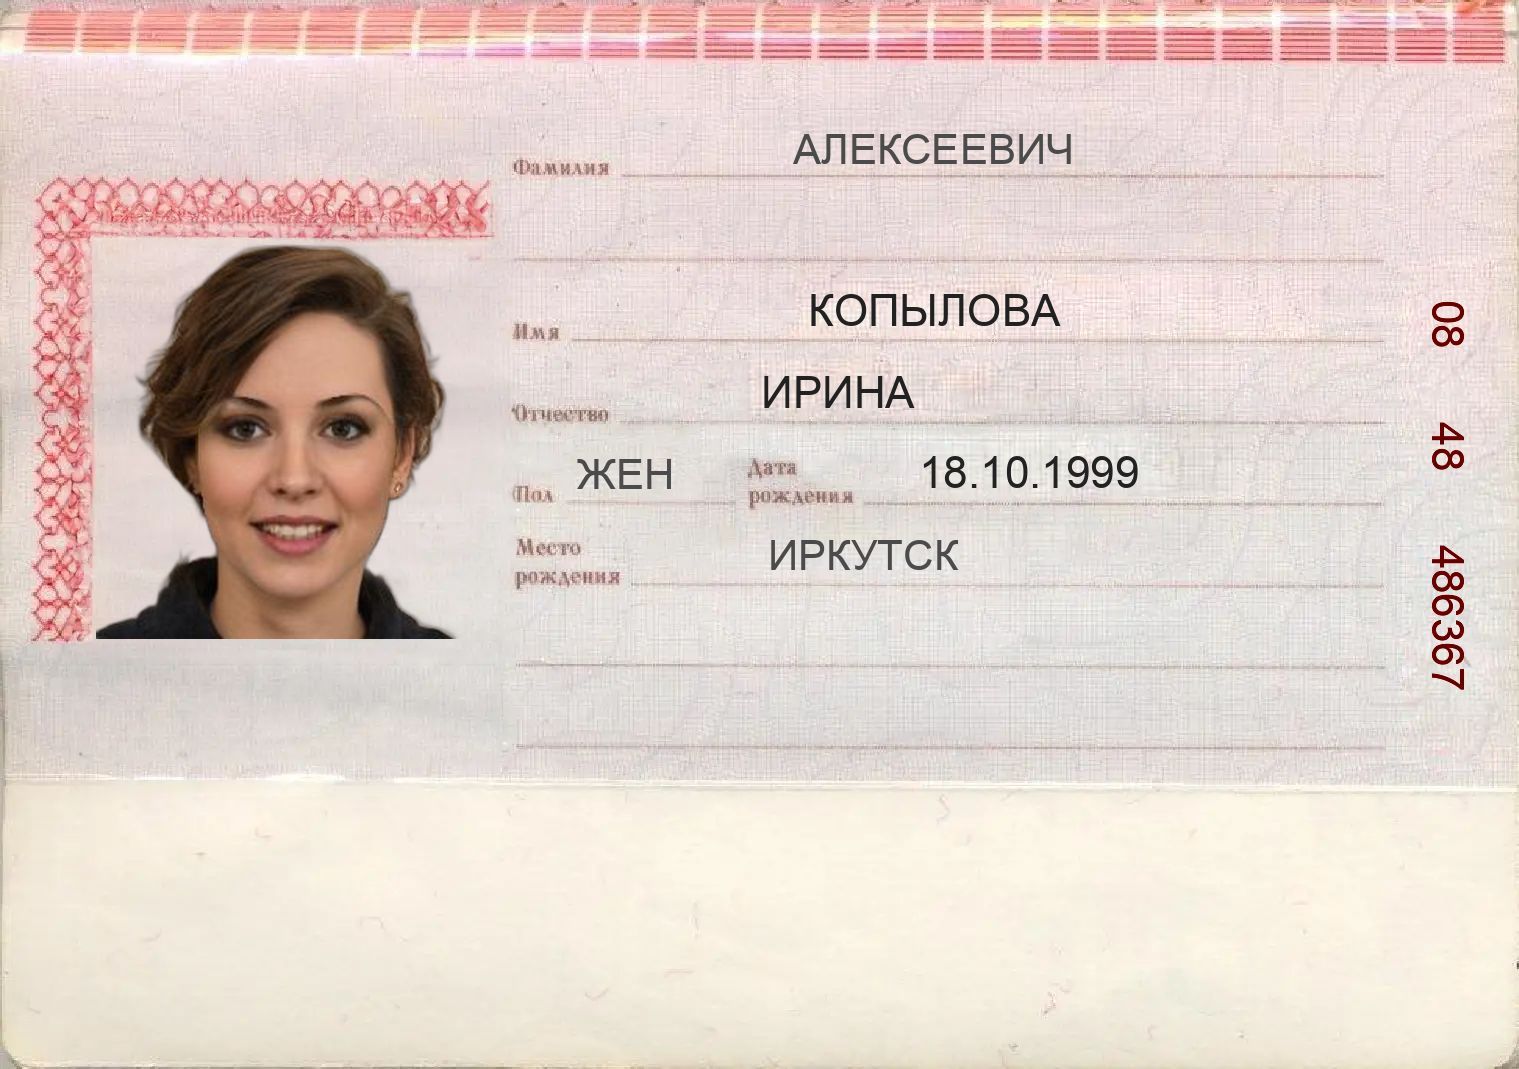 Фамилия АЛЕКСЕЕВИЧ
Имя КОПЫЛОВА
Отчество ИРИНА
Пол ЖЕН Дата рождения 18.10.1999
Место рождения ИРКУТСК
08 48 486367